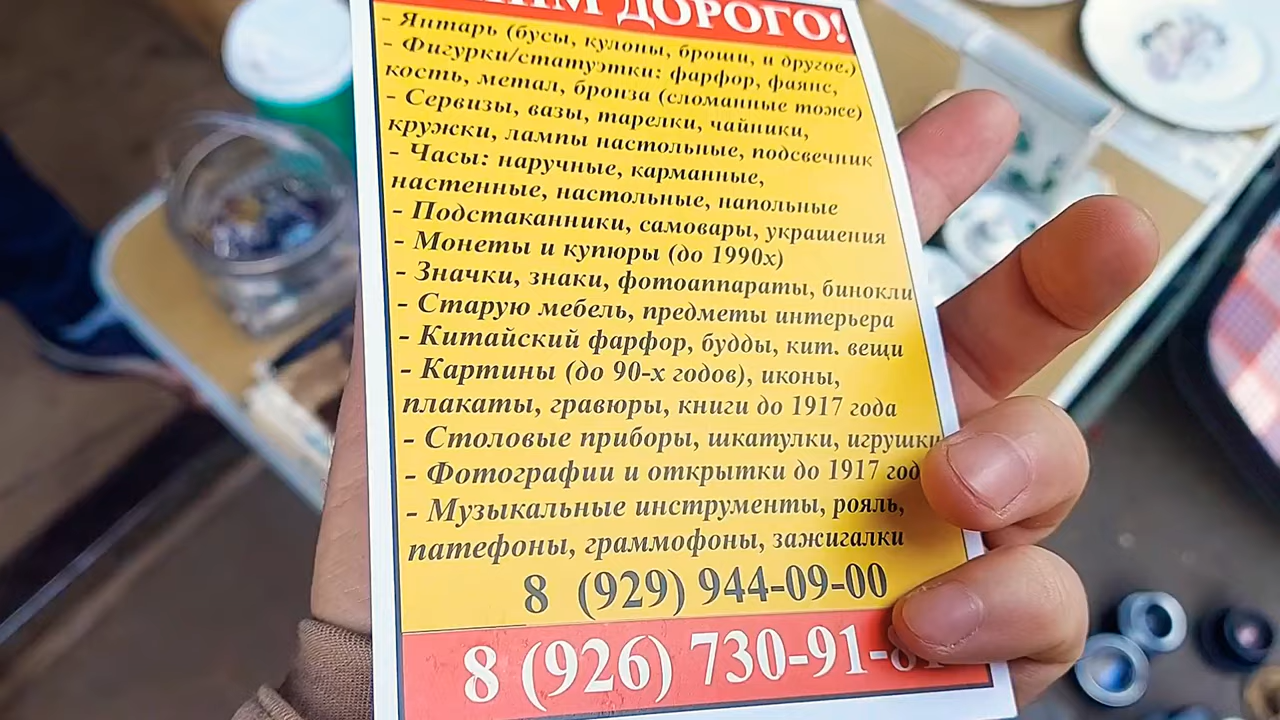 ДОРОГО!
- Янтарь (бусы, кулоны, броши, и другое.)
- Фигурки/статуэтки: фарфор, фаянс,
кость, метал, бронза (сломанные тоже)
- Сервизы, вазы, тарелки, чайники,
кружки, лампы настольные, подсвечник
- Часы: наручные, карманные,
настенные, настольные, напольные
- Подстаканники, самовары, украшения
- Монеты и купюры (до 1990х)
- Значки, знаки, фотоаппараты, бинокли
- Старую мебель, предметы интерьера
- Китайский фарфор, будды, кит. вещи
- Картины (до 90-х годов), иконы,
плакаты, гравюры, книги до 1917 года
- Столовые приборы, шкатулки, игрушки
- Фотографии и открытки до 1917 год
- Музыкальные инструменты, рояль,
патефоны, граммофоны, зажигалки
8 (929) 944-09-00
8 (926) 730-91-